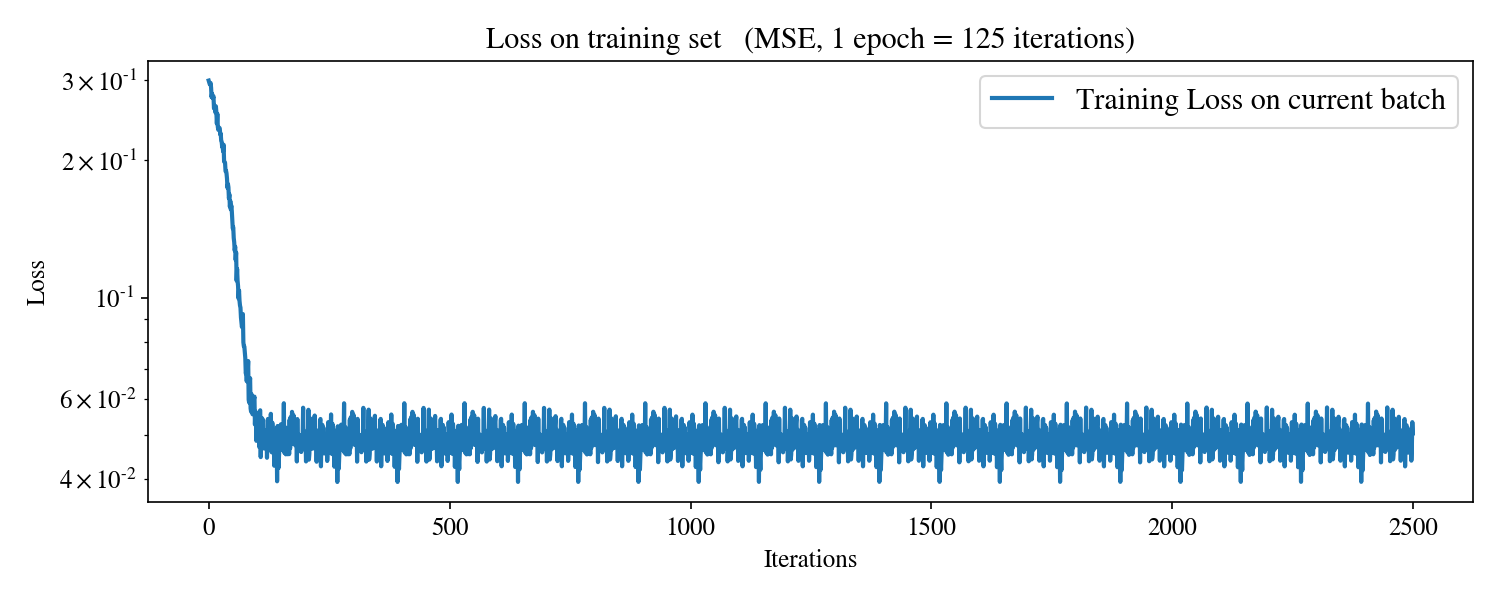 Loss on training set (MSE, 1 epoch = 125 iterations)
Training Loss on current batch
3×10⁻¹
2×10⁻¹
10⁻¹
6×10⁻²
4×10⁻²
Loss
0 500 1000 1500 2000 2500
Iterations